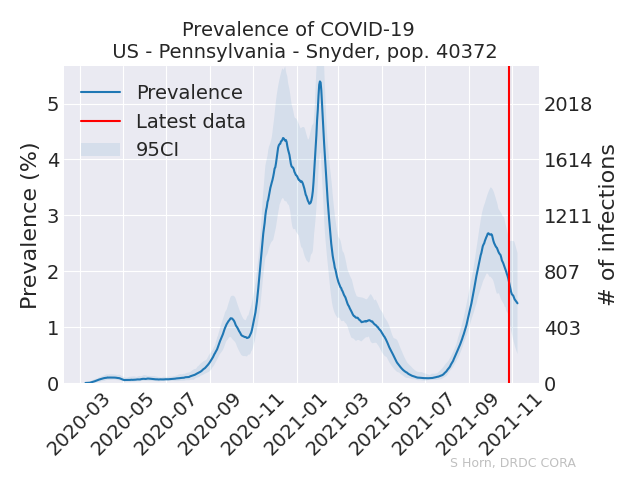 Prevalence of COVID-19
US - Pennsylvania - Snyder, pop. 40372
Prevalence
Latest data
95CI
Prevalence (%)
5
4
3
2
1
0
2018
1614
1211
807
403
0
# of infections
2020-03
2020-05
2020-07
2020-09
2020-11
2021-01
2021-03
2021-05
2021-07
2021-09
2021-11
S Horn, DRDC CORA